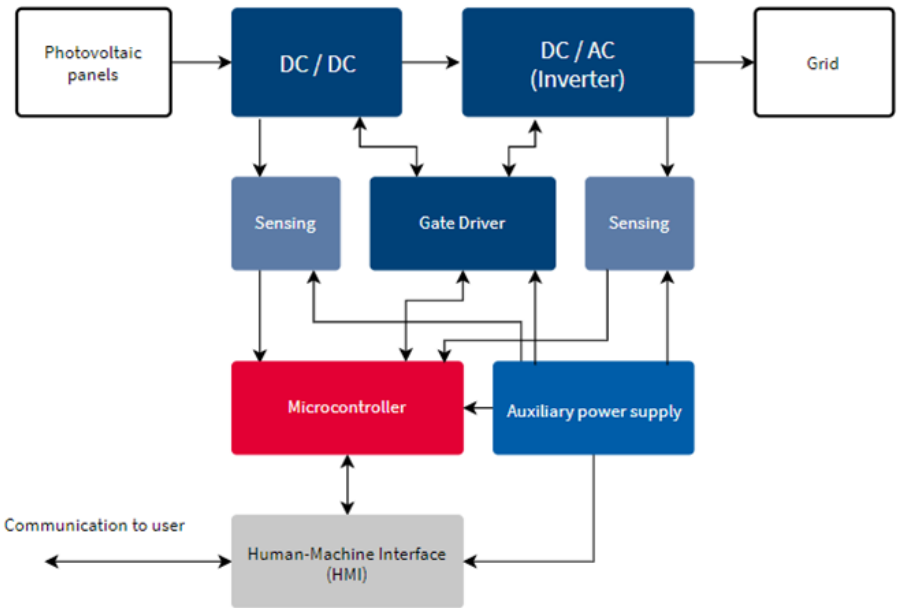 Photovoltaic
panels
DC / DC
DC / AC
(Inverter)
Grid
Sensing
Gate Driver
Sensing
Microcontroller
Auxiliary power supply
Communication to user
Human-Machine Interface
(HMI)